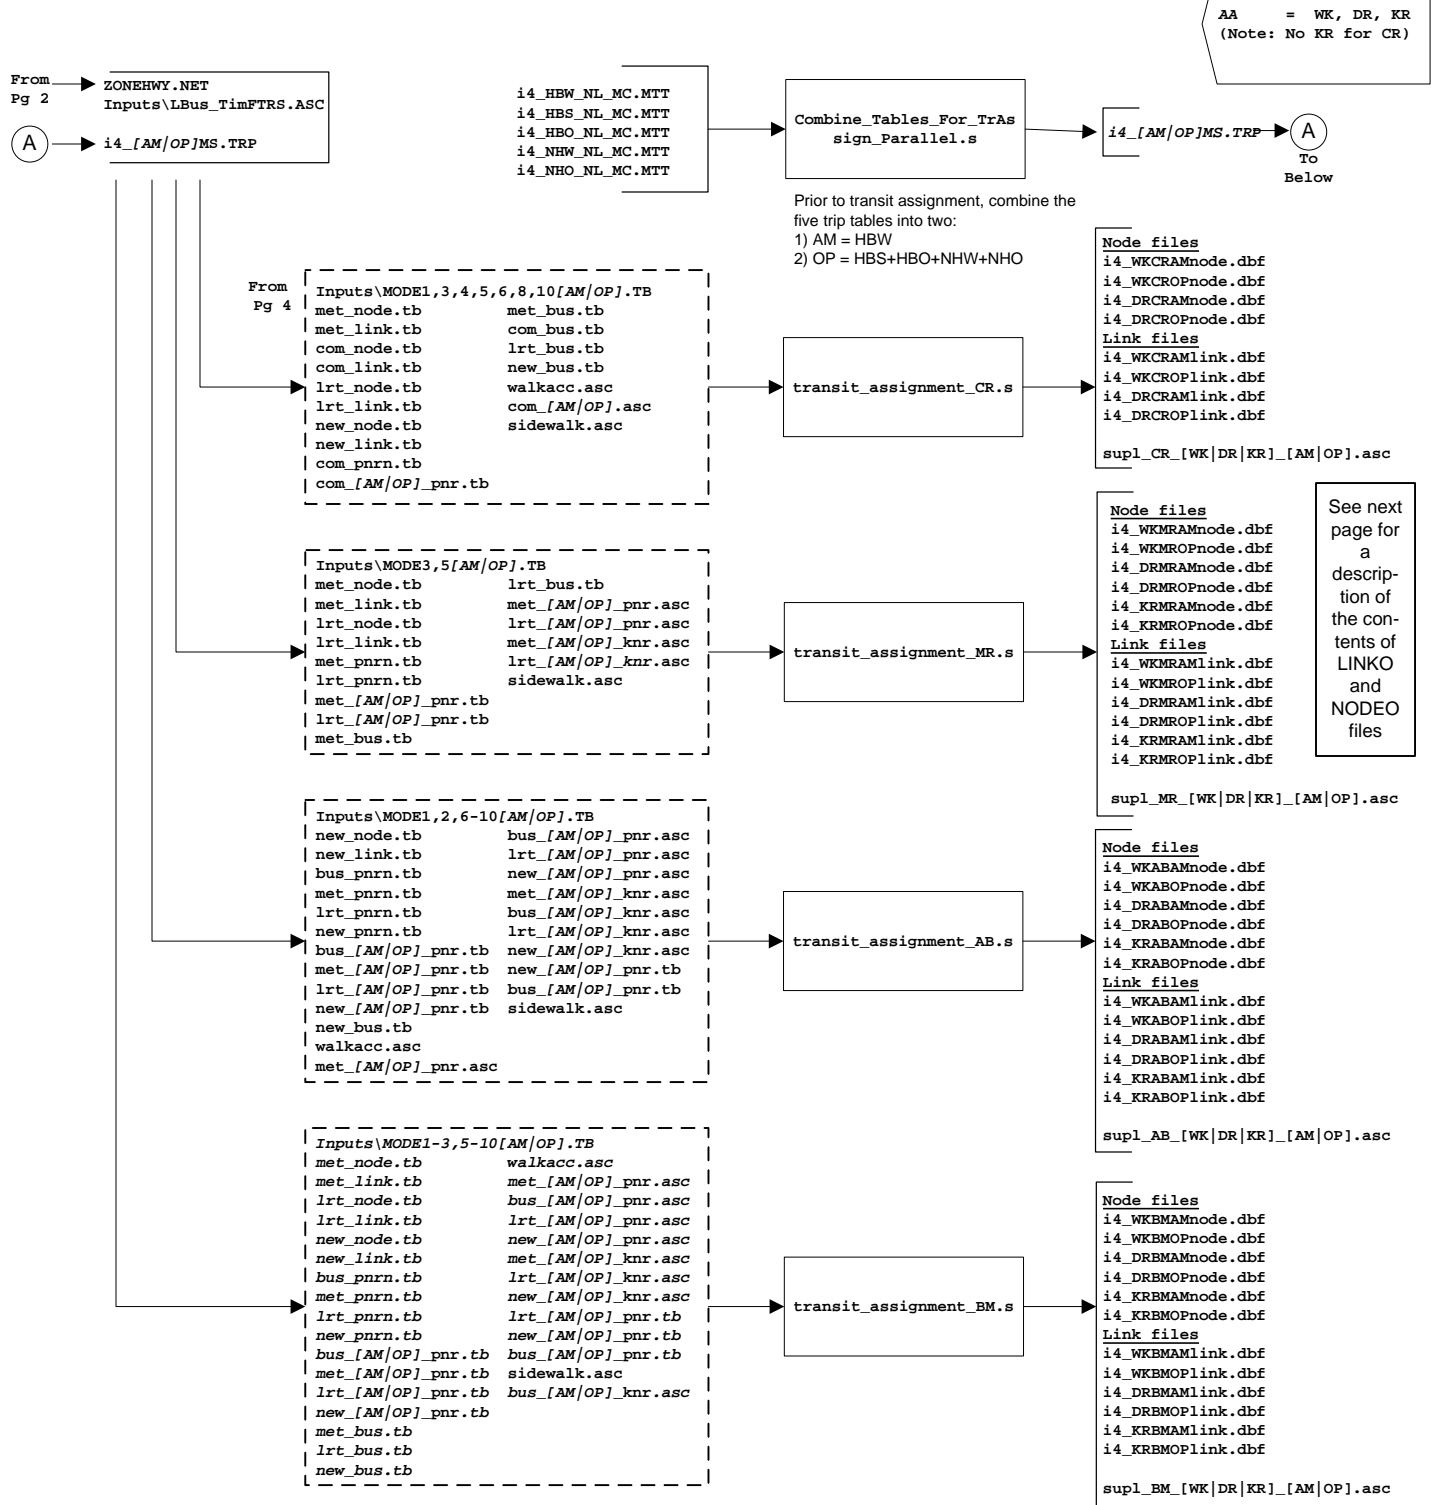 AA = WK, DR, KR
(Note: No KR for CR)
From
Pg 2
ZONEHWY.NET
Inputs\LBus_TimFTRS.ASC
A
i4_[AM/OP]MS.TRP
i4_HBW_NL_MC.MTT
i4_HBS_NL_MC.MTT
i4_HBO_NL_MC.MTT
i4_NHW_NL_MC.MTT
i4_NHO_NL_MC.MTT
Combine_Tables_For_TrAs
sign_Parallel.s
i4_[AM/OP]MS.TRP
A
To
Below
Prior to transit assignment, combine the
five trip tables into two:
1) AM = HBW
2) OP = HBS+HBO+NHW+NHO
From
Pg 4
Inputs\MODE1,3,4,5,6,8,10[AM/OP].TB
met_node.tb met_bus.tb
met_link.tb com_bus.tb
com_node.tb lrt_bus.tb
com_link.tb new_bus.tb
lrt_node.tb walkacc.asc
lrt_link.tb com_[AM/OP].asc
new_node.tb sidewalk.asc
new_link.tb
com_pnrn.tb
com_[AM/OP]_pnr.tb
transit_assignment_CR.s
Node files
i4_WKCRAMnode.dbf
i4_WKCROPnode.dbf
i4_DRCRAMnode.dbf
i4_DRCROPnode.dbf
Link files
i4_WKCRAMlink.dbf
i4_WKCROPlink.dbf
i4_DRCRAMlink.dbf
i4_DRCROPlink.dbf
supl_CR_[WK|DR|KR]_[AM|OP].asc
Inputs\MODE3,5[AM/OP].TB
met_node.tb lrt_bus.tb
met_link.tb met_[AM/OP]_pnr.asc
lrt_node.tb lrt_[AM/OP]_pnr.asc
lrt_link.tb met_[AM/OP]_knr.asc
met_pnrn.tb lrt_[AM/OP]_knr.asc
lrt_pnrn.tb sidewalk.asc
met_[AM/OP]_pnr.tb
lrt_[AM/OP]_pnr.tb
met_bus.tb
transit_assignment_MR.s
Node files
i4_WKMRAMnode.dbf
i4_WKMROPnode.dbf
i4_DRMRAMnode.dbf
i4_DRMROPnode.dbf
i4_KRMRAMnode.dbf
i4_KRMROPnode.dbf
Link files
i4_WKMRAMlink.dbf
i4_WKMROPlink.dbf
i4_DRMRAMlink.dbf
i4_DRMROPlink.dbf
i4_KRMRAMlink.dbf
i4_KRMROPlink.dbf
supl_MR_[WK|DR|KR]_[AM|OP].asc
See next
page for
a
descrip-
tion of
the con-
tents of
LINKO
and
NODEO
files
Inputs\MODE1,2,6-10[AM/OP].TB
new_node.tb bus_[AM/OP]_pnr.asc
new_link.tb lrt_[AM/OP]_pnr.asc
bus_pnrn.tb new_[AM/OP]_pnr.asc
met_pnrn.tb met_[AM/OP]_knr.asc
lrt_pnrn.tb bus_[AM/OP]_knr.asc
new_pnrn.tb lrt_[AM/OP]_knr.asc
bus_[AM/OP]_pnr.tb new_[AM/OP]_knr.asc
met_[AM/OP]_pnr.tb new_[AM/OP]_pnr.tb
lrt_[AM/OP]_pnr.tb bus_[AM/OP]_pnr.tb
new_[AM/OP]_pnr.tb sidewalk.asc
new_bus.tb
walkacc.asc
met_[AM/OP]_pnr.asc
transit_assignment_AB.s
Node files
i4_WKABAMnode.dbf
i4_WKABOPnode.dbf
i4_DRABAMnode.dbf
i4_DRABOPnode.dbf
i4_KRABAMnode.dbf
i4_KRABOPnode.dbf
Link files
i4_WKABAMlink.dbf
i4_WKABOPlink.dbf
i4_DRABAMlink.dbf
i4_DRABOPlink.dbf
i4_KRABAMlink.dbf
i4_KRABOPlink.dbf
supl_AB_[WK|DR|KR]_[AM|OP].asc
Inputs\MODE1-3,5-10[AM/OP].TB
met_node.tb walkacc.asc
met_link.tb met_[AM/OP]_pnr.asc
lrt_node.tb bus_[AM/OP]_pnr.asc
lrt_link.tb lrt_[AM/OP]_pnr.asc
new_node.tb new_[AM/OP]_pnr.asc
new_link.tb met_[AM/OP]_knr.asc
bus_pnrn.tb lrt_[AM/OP]_knr.asc
met_pnrn.tb new_[AM/OP]_knr.asc
lrt_pnrn.tb lrt_[AM/OP]_pnr.tb
new_pnrn.tb new_[AM/OP]_pnr.tb
bus_[AM/OP]_pnr.tb bus_[AM/OP]_pnr.tb
met_[AM/OP]_pnr.tb sidewalk.asc
lrt_[AM/OP]_pnr.tb bus_[AM/OP]_knr.asc
new_[AM/OP]_pnr.tb
met_bus.tb
lrt_bus.tb
new_bus.tb
transit_assignment_BM.s
Node files
i4_WKBMAMnode.dbf
i4_WKBMOPnode.dbf
i4_DRBMAMnode.dbf
i4_DRBMOPnode.dbf
i4_KRBMAMnode.dbf
i4_KRBMOPnode.dbf
Link files
i4_WKBMAMlink.dbf
i4_WKBMOPlink.dbf
i4_DRBMAMlink.dbf
i4_DRBMOPlink.dbf
i4_KRBMAMlink.dbf
i4_KRBMOPlink.dbf
supl_BM_[WK|DR|KR]_[AM|OP].asc